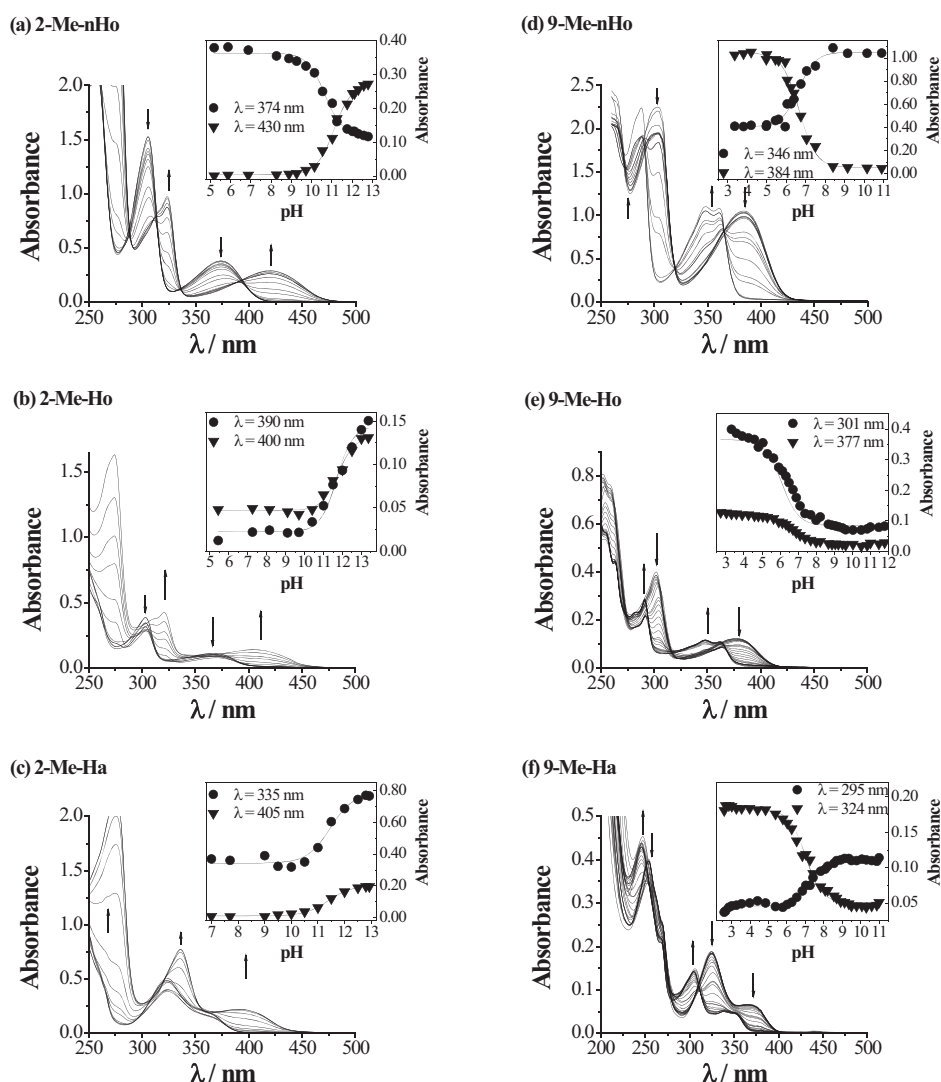 (a) 2-Me-nHo
Absorbance
2.0
1.5
1.0
0.5
0.0
250 300 350 400 450 500
λ / nm
λ = 374 nm
λ = 430 nm
0.40
0.30
0.20
0.10
0.00
Absorbance
5 6 7 8 9 10 11 12 13
pH
(d) 9-Me-nHo
Absorbance
2.5
2.0
1.5
1.0
0.5
0.0
250 300 350 400 450 500
λ / nm
λ = 346 nm
λ = 384 nm
1.00
0.80
0.60
0.40
0.20
0.00
Absorbance
3 4 5 6 7 8 9 10 11
pH
(b) 2-Me-Ho
Absorbance
1.5
1.0
0.5
0.0
250 300 350 400 450 500
λ / nm
λ = 390 nm
λ = 400 nm
0.15
0.10
0.05
0.00
Absorbance
5 6 7 8 9 10 11 12 13
pH
(e) 9-Me-Ho
Absorbance
0.8
0.6
0.4
0.2
0.0
250 300 350 400 450 500
λ / nm
λ = 301 nm
λ = 377 nm
0.4
0.3
0.2
0.1
0.0
Absorbance
3 4 5 6 7 8 9 10 11 12
pH
(c) 2-Me-Ha
Absorbance
2.0
1.5
1.0
0.5
0.0
250 300 350 400 450 500
λ / nm
λ = 335 nm
λ = 405 nm
0.80
0.60
0.40
0.20
0.00
Absorbance
7 8 9 10 11 12 13
pH
(f) 9-Me-Ha
Absorbance
0.5
0.4
0.3
0.2
0.1
0.0
200 250 300 350 400 450 500
λ / nm
λ = 295 nm
λ = 324 nm
0.20
0.15
0.10
0.05
Absorbance
3 4 5 6 7 8 9 10 11
pH